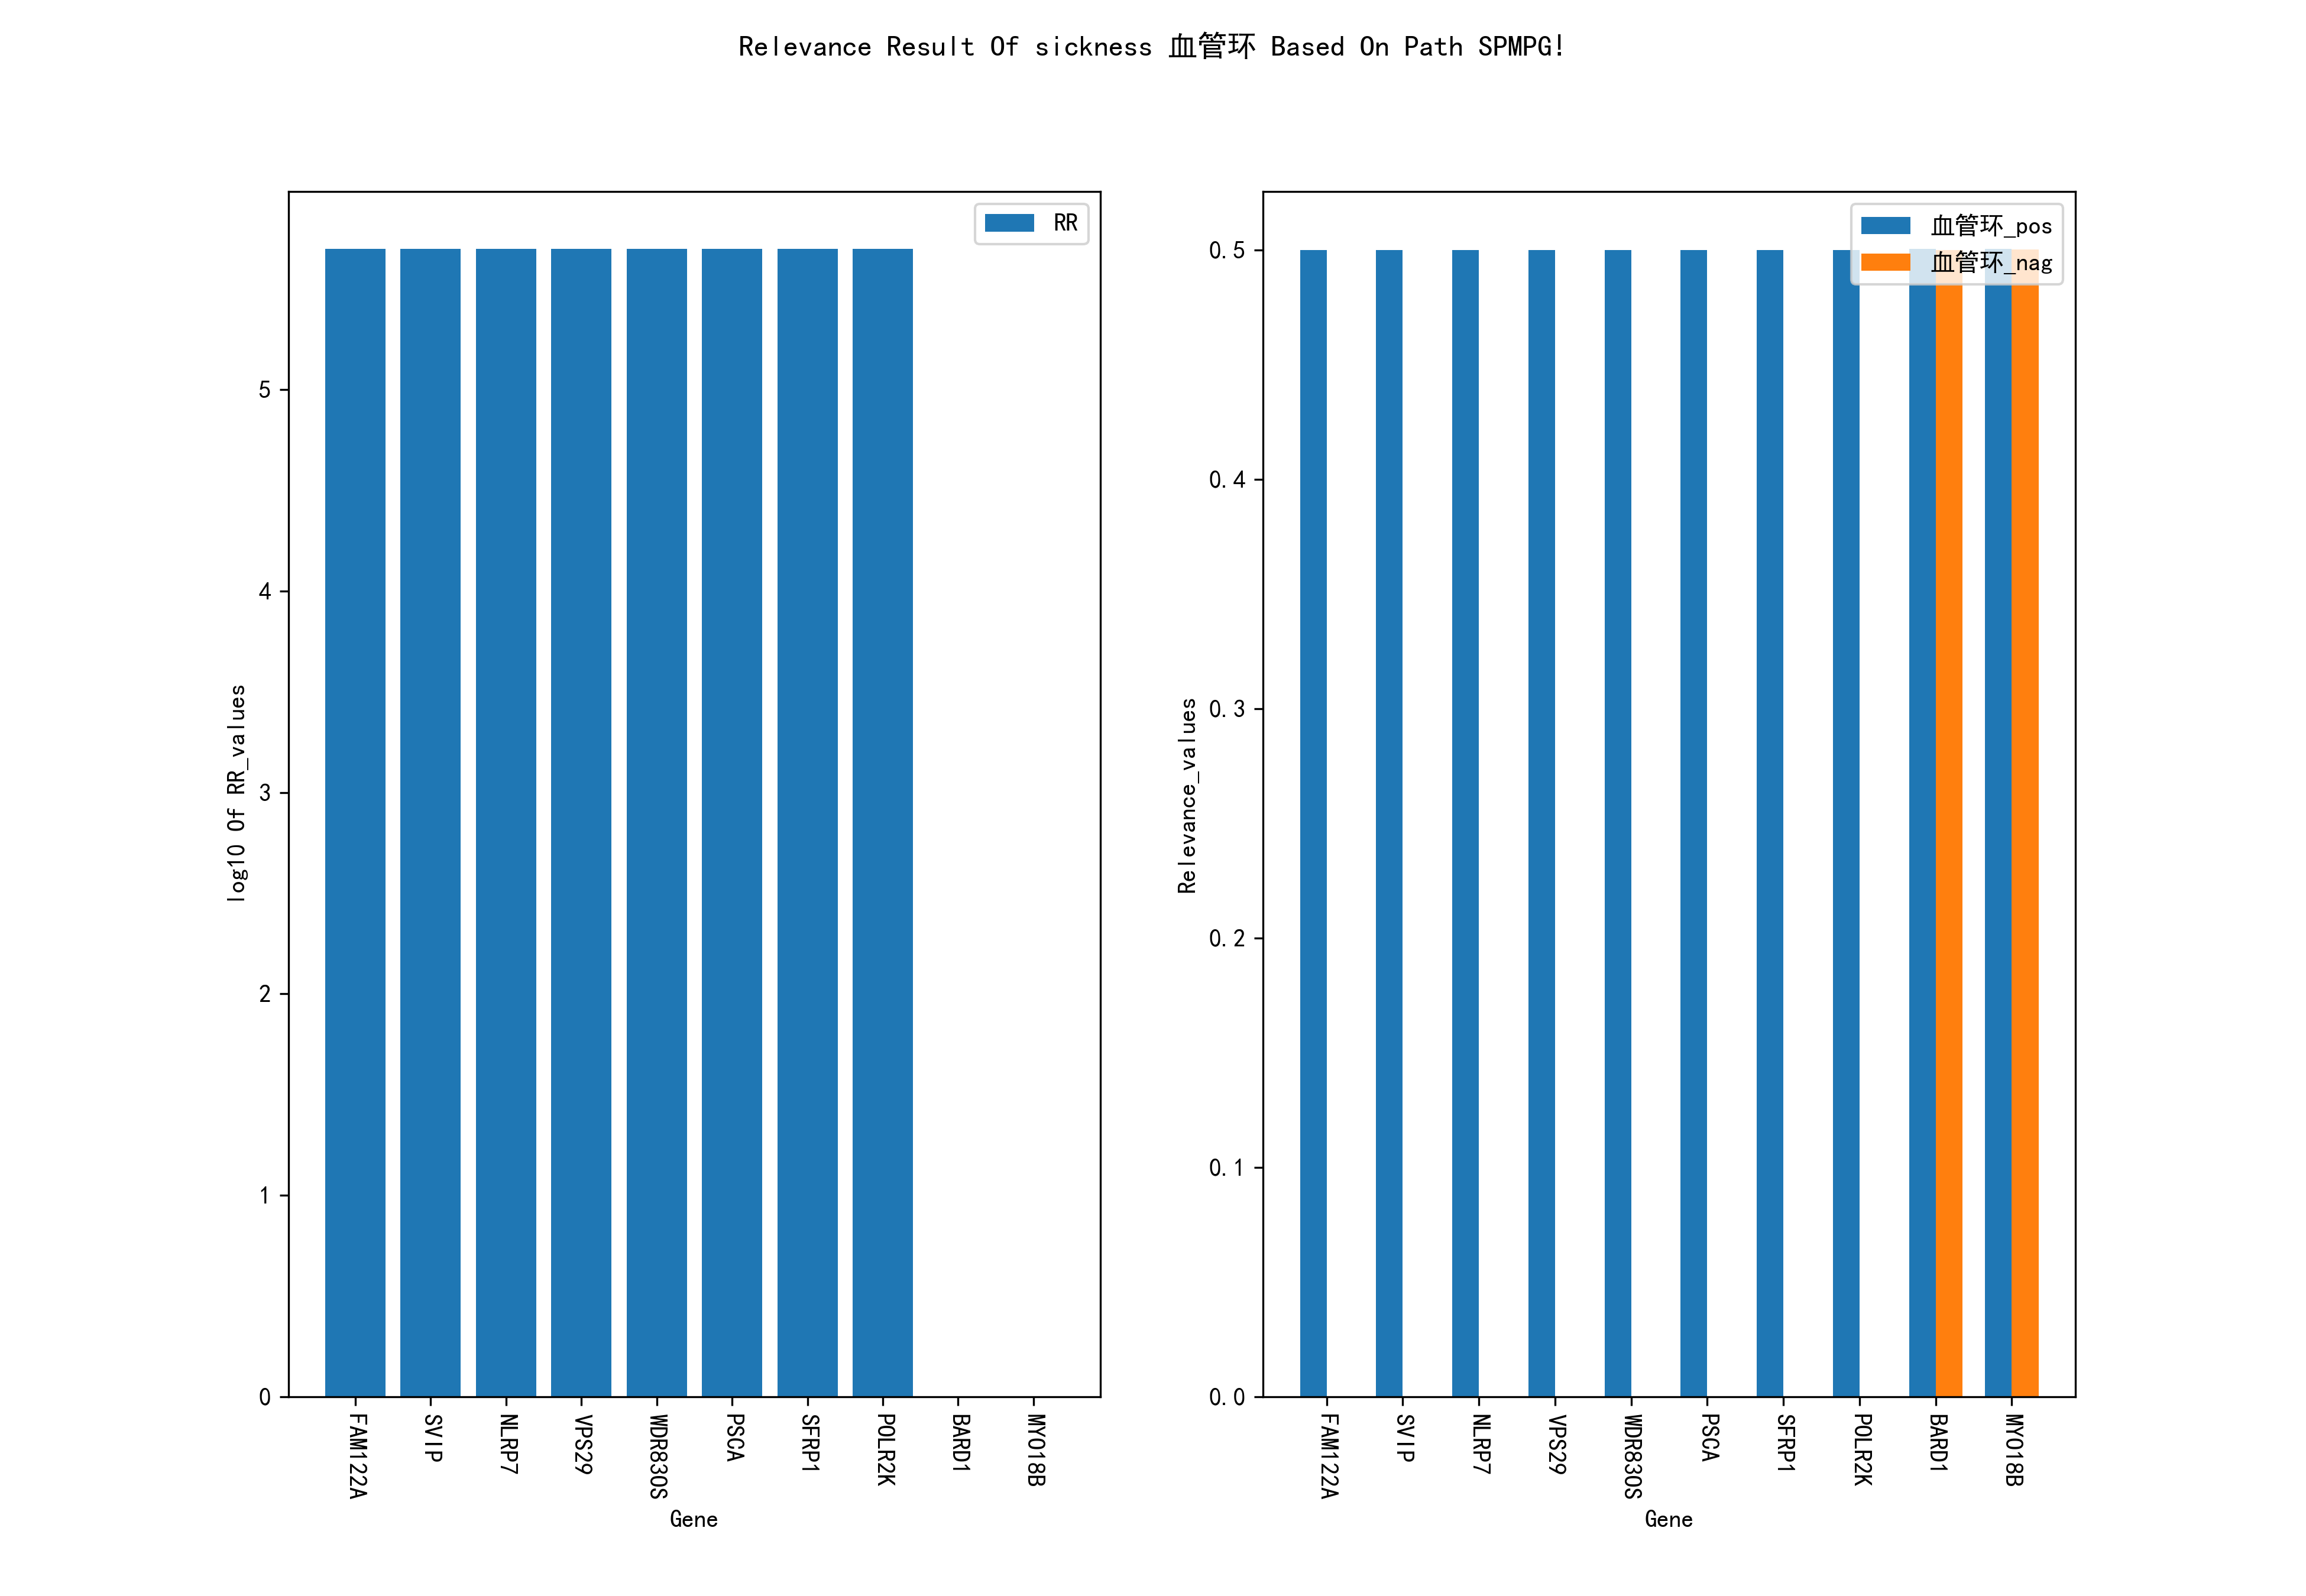 Relevance Result Of sickness 血管环 Based On Path SPMPG!
RR
log10 Of RR_values
5
4
3
2
1
0
FAM122A
SVIP
NLRP7
VPS29
WDR83OS
PSCA
SFRP1
POLR2K
BARD1
MYO18B
Gene
血管环_pos
血管环_nag
Relevance_values
0.5
0.4
0.3
0.2
0.1
0.0
FAM122A
SVIP
NLRP7
VPS29
WDR83OS
PSCA
SFRP1
POLR2K
BARD1
MYO18B
Gene